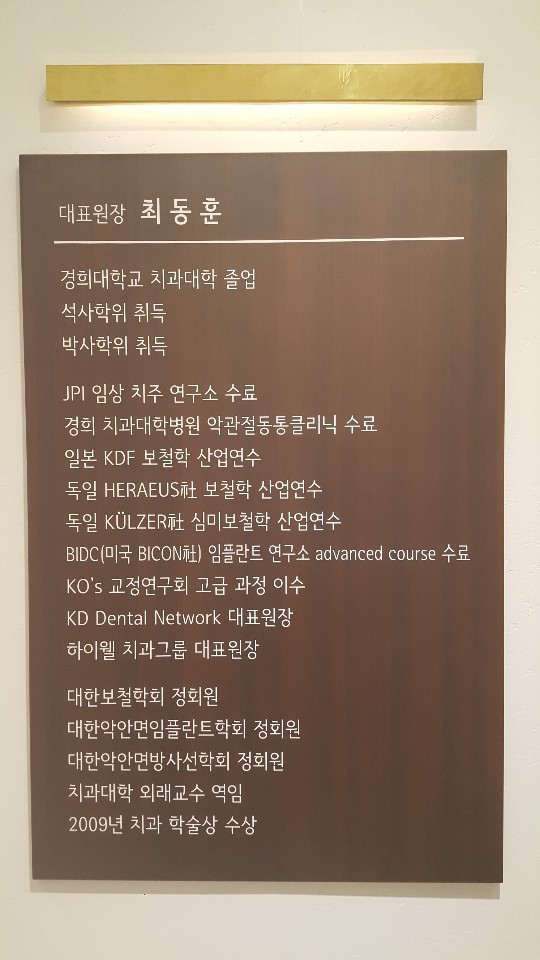 대표원장 최동훈
경희대학교 치과대학 졸업
석사학위 취득
박사학위 취득
JPI 임상 치주 연구소 수료
경희 치과대학병원 악관절동통클리닉 수료
일본 KDF 보철학 산업연수
독일 HERAEUS社 보철학 산업연수
독일 KÜLZER社 심미보철학 산업연수
BIDC(미국 BICON社) 임플란트 연구소 advanced course 수료
KO's 교정연구회 고급 과정 이수
KD Dental Network 대표원장
하이웰 치과그룹 대표원장
대한보철학회 정회원
대한악안면임플란트학회 정회원
대한악안면방사선학회 정회원
치과대학 외래교수 역임
2009년 치과 학술상 수상